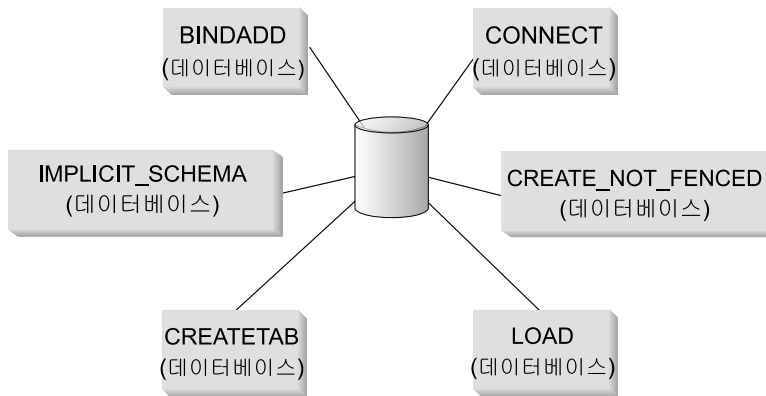 BINDADD
(데이터베이스)
CONNECT
(데이터베이스)
IMPLICIT_SCHEMA
(데이터베이스)
CREATE_NOT_FENCED
(데이터베이스)
CREATETAB
(데이터베이스)
LOAD
(데이터베이스)